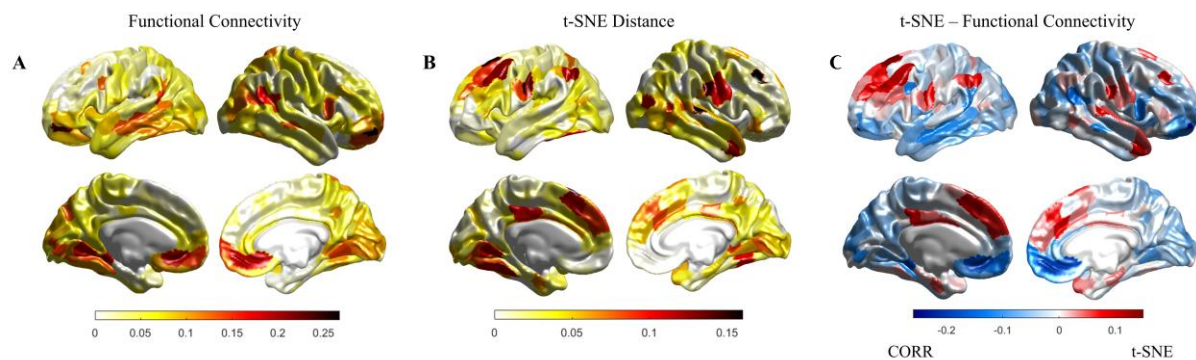 Functional Connectivity
t-SNE Distance
t-SNE – Functional Connectivity
A
B
C
0 0.05 0.1 0.15 0.2 0.25
0 0.05 0.1 0.15
-0.2 -0.1 0 0.1
CORR t-SNE